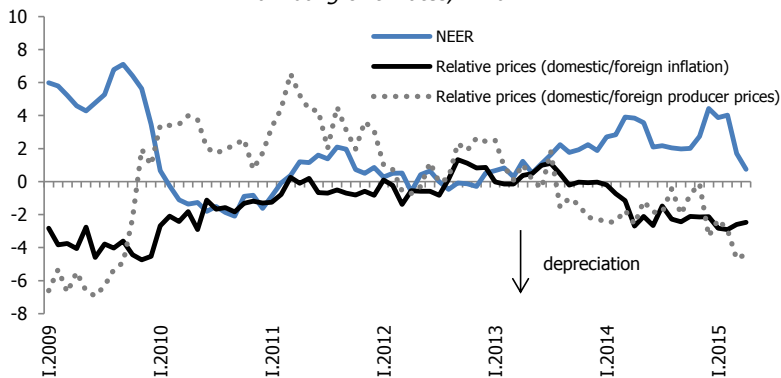 10
8
6
4
2
0
-2
-4
-6
-8
NEER
Relative prices (domestic/foreign inflation)
Relative prices (domestic/foreign producer prices)
depreciation
I.2009
I.2010
I.2011
I.2012
I.2013
I.2014
I.2015